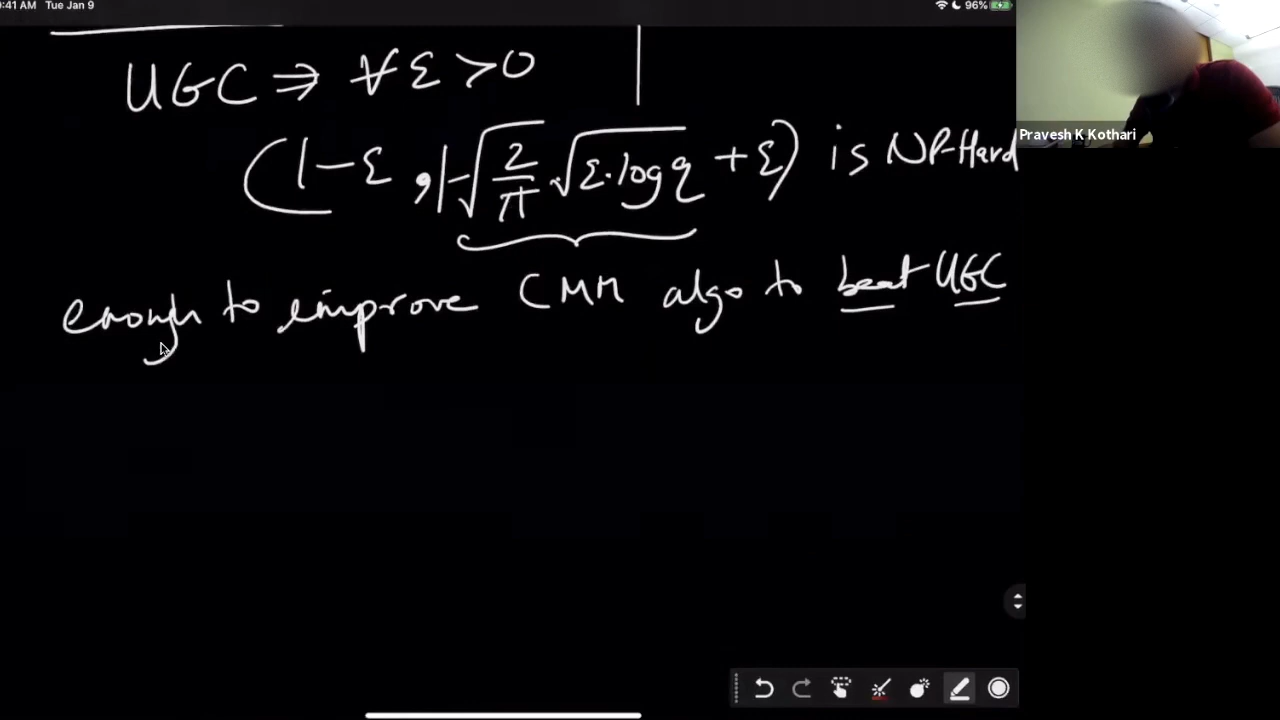 :41 AM Tue Jan 9
96%
UGC ⇒ ∀ ε > 0
(1-ε, 1-√(2/π) √(ε·log q) + ε) is NP-Hard
Pravesh K Kothari
enough to improve CMM algo to beat UGC